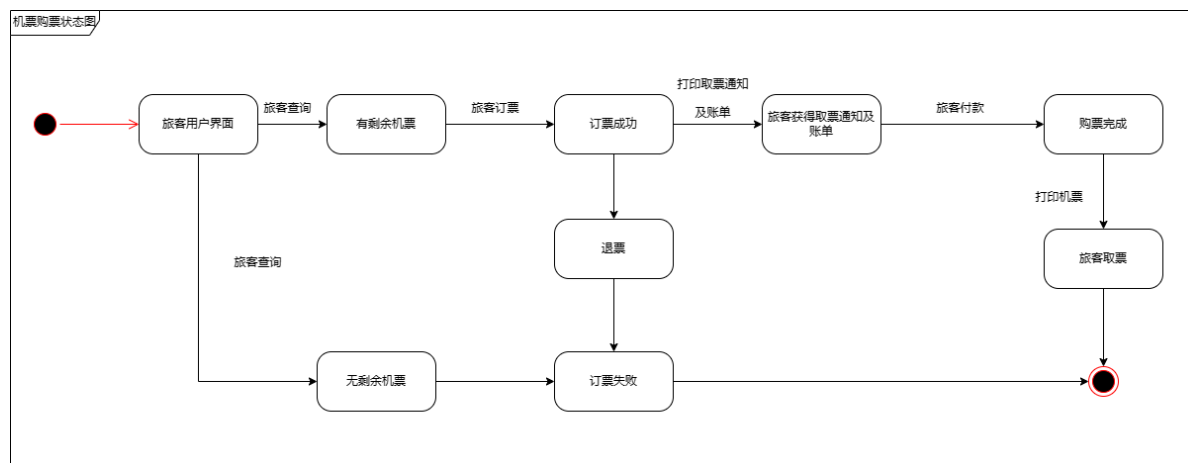 机票购票状态图
打印取票通知
及账单
旅客查询
旅客订票
旅客付款
旅客用户界面
有剩余机票
订票成功
旅客获得取票通知及
账单
购票完成
打印机票
退票
旅客取票
旅客查询
无剩余机票
订票失败